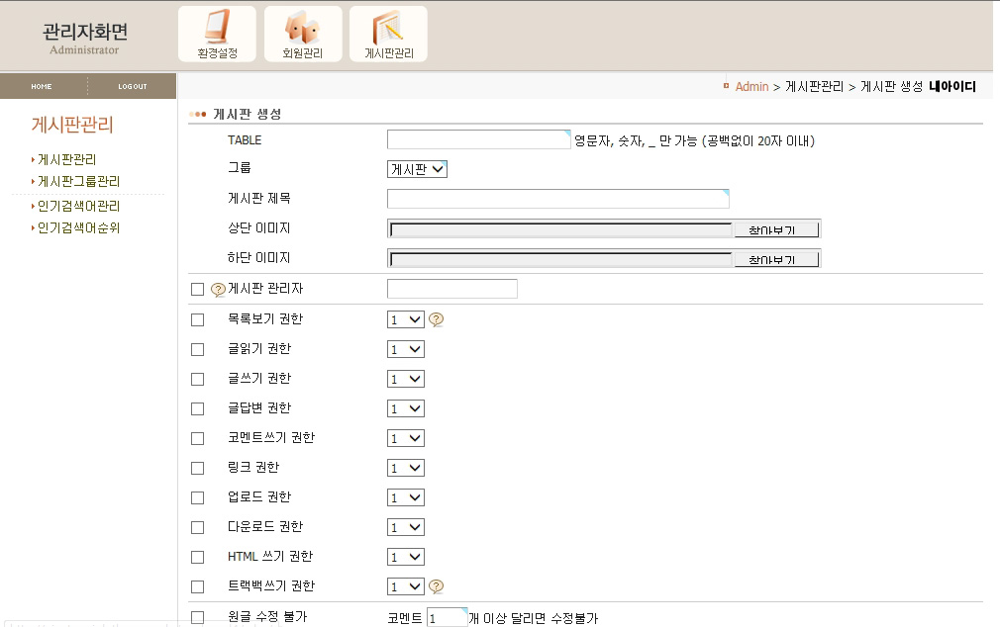 관리자화면
Administrator
환경설정
회원관리
게시판관리
HOME
LOGOUT
Admin > 게시판관리 > 게시판 생성 내아이디
게시판관리
게시판관리
게시판그룹관리
인기검색어관리
인기검색어순위
게시판 생성
TABLE
영문자, 숫자, _ 만 가능 (공백없이 20자 이내)
그룹
게시판
게시판 제목
상단 이미지
찾아보기
하단 이미지
찾아보기
게시판 관리자
목록보기 권한 1
글읽기 권한 1
글쓰기 권한 1
글답변 권한 1
코멘트쓰기 권한 1
링크 권한 1
업로드 권한 1
다운로드 권한 1
HTML 쓰기 권한 1
트랙백쓰기 권한 1
원글 수정 불가 코멘트 1 개 이상 달리면 수정불가